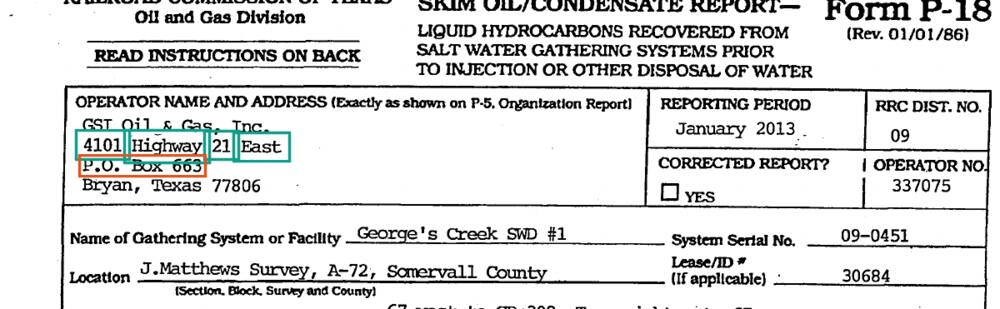 Oil and Gas Division
READ INSTRUCTIONS ON BACK
SKIM OIL/CONDENSATE REPORT—
LIQUID HYDROCARBONS RECOVERED FROM
SALT WATER GATHERING SYSTEMS PRIOR
TO INJECTION OR OTHER DISPOSAL OF WATER
Form P-18
(Rev. 01/01/86)
OPERATOR NAME AND ADDRESS (Exactly as shown on P-5, Organization Report)
GSI Oil & Gas, Inc.
4101 Highway 21 East
P.O. Box 663
Bryan, Texas 77806
REPORTING PERIOD
January 2013
RRC DIST. NO.
09
CORRECTED REPORT?
YES
OPERATOR NO.
337075
Name of Gathering System or Facility George's Creek SWD #1
System Serial No. 09-0451
Location J.Matthews Survey, A-72, Somervall County
(Section, Block, Survey and County)
Lease/ID #
(If applicable) 30684